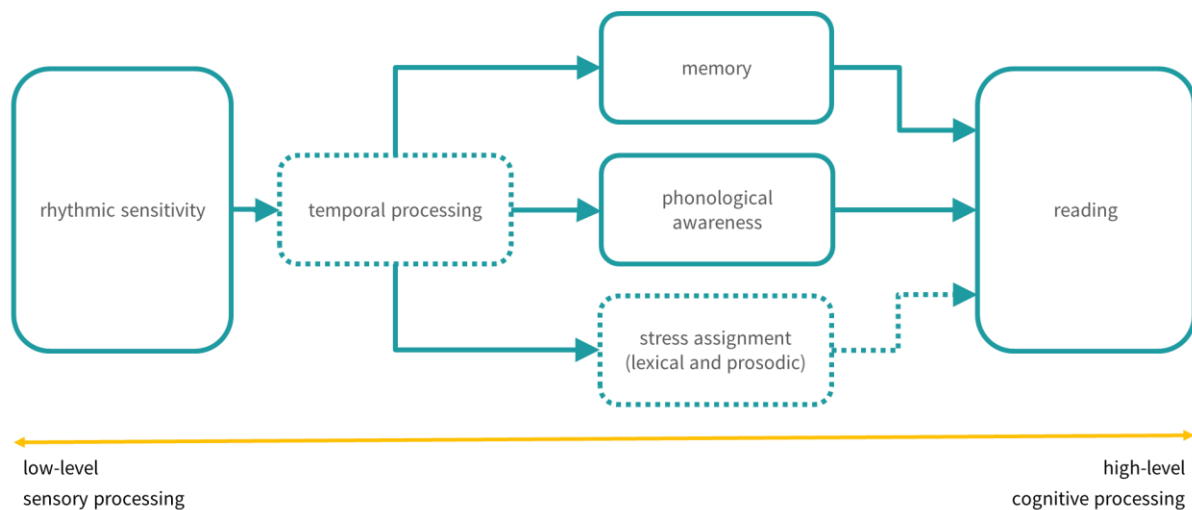 rhythmic sensitivity
temporal processing
memory
phonological
awareness
stress assignment
(lexical and prosodic)
reading
low-level
sensory processing
high-level
cognitive processing